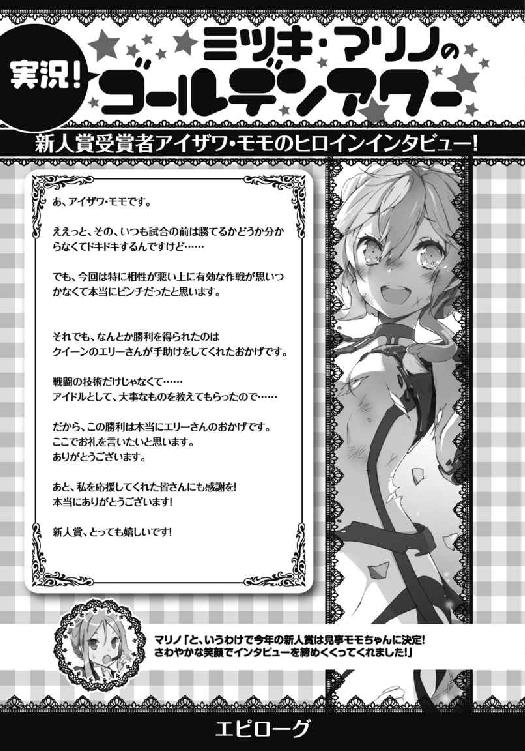 実況!
ミツキ・マリノの
ゴールデンアワー
新人賞受賞者アイザワ・モモのヒロインインタビュー!
あ、アイザワ・モモです。
ええっと、その、いつも試合の前は勝てるかどうか分か
らなくてドキドキするんですけど……
でも、今回は特に相性が悪い上に有効な作戦が思いつ
かなくて本当にピンチだったと思います。
それでも、なんとか勝利を得られたのは
クイーンのエリーさんが手助けをしてくれたおかげです。
戦闘の技術だけじゃなくて……
アイドルとして、大事なものを教えてもらったので……
だから、この勝利は本当にエリーさんのおかげです。
ここでお礼を言いたいと思います。
ありがとうございます。
あと、私を応援してくれた皆さんにも感謝を!
本当にありがとうございます!
新人賞、とっても嬉しいです!
マリノ「と、いうわけで今年の新人賞は見事モモちゃんに決定!
さわやかな笑顔でインタビューを締めくくってくれました!」
エピローグ